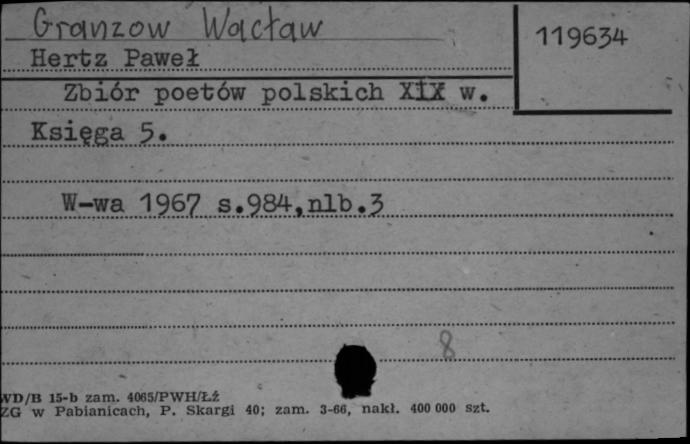 Granzow Wacław
119634
Hertz Paweł
Zbiór poetów polskich XIX w.
Księga 5.
W-wa 1967 s.984,nlb.3
8
WD/B 15-b zam. 4065/PWH/Łź
ZG w Pabianicach, P. Skargi 40; zam. 3-66, nakł. 400 000 szt.